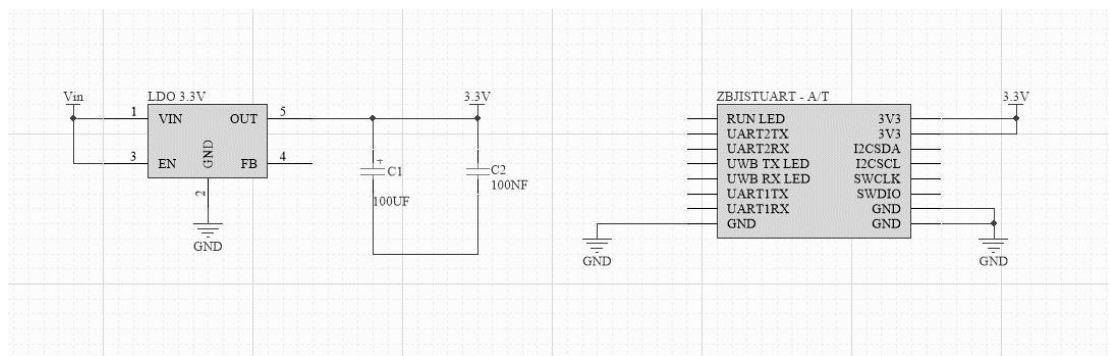 Vin
LDO 3.3V
1 VIN OUT 5
3 EN GND FB 4
2
GND
3.3V
+
C1
100UF
C2
100NF
ZBJISTUART - A/T
RUN LED 3V3
UART2TX 3V3
UART2RX I2CSDA
UWB TX LED I2CSCL
UWB RX LED SWCLK
UART1TX SWDIO
UART1RX GND
GND GND
3.3V
GND
GND